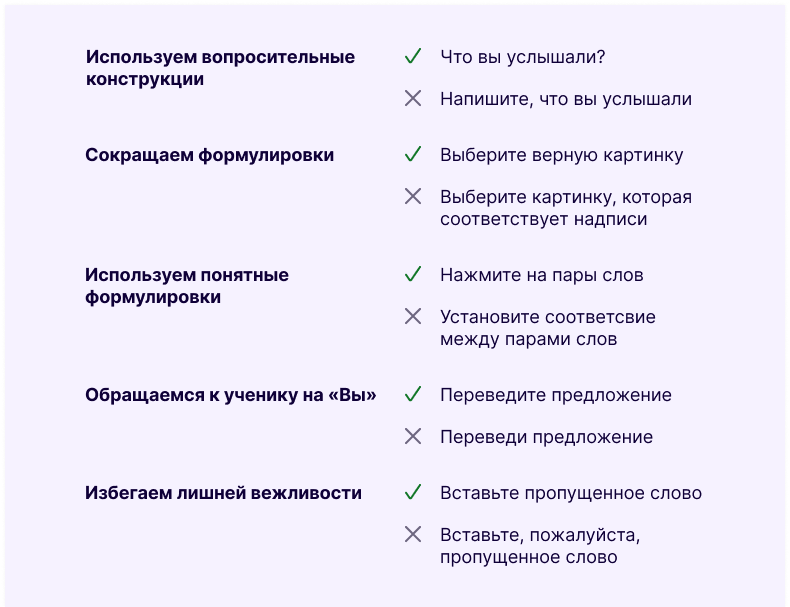 Используем вопросительные
конструкции
Что вы услышали?
Напишите, что вы услышали
Сокращаем формулировки
Выберите верную картинку
Выберите картинку, которая
соответствует надписи
Используем понятные
формулировки
Нажмите на пары слов
Установите соответсвие
между парами слов
Обращаемся к ученику на «Вы»
Переведите предложение
Переведи предложение
Избегаем лишней вежливости
Вставьте пропущенное слово
Вставьте, пожалуйста,
пропущенное слово